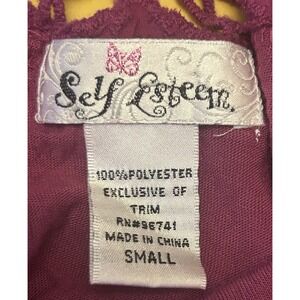 Self Esteem.
100%POLYESTER
EXCLUSIVE OF
TRIM
RN#96741
MADE IN CHINA
SMALL